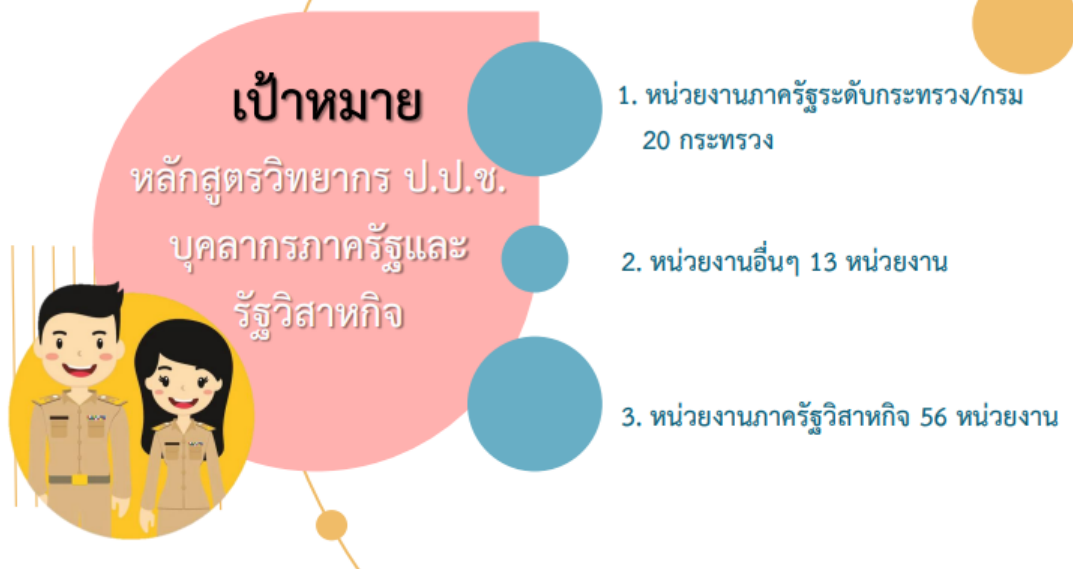 เป้าหมาย
หลักสูตรวิทยากร ป.ป.ช.
บุคลากรภาครัฐและ
รัฐวิสาหกิจ
1. หน่วยงานภาครัฐระดับกระทรวง/กรม
20 กระทรวง
2. หน่วยงานอื่นๆ 13 หน่วยงาน
3. หน่วยงานภาครัฐวิสาหกิจ 56 หน่วยงาน